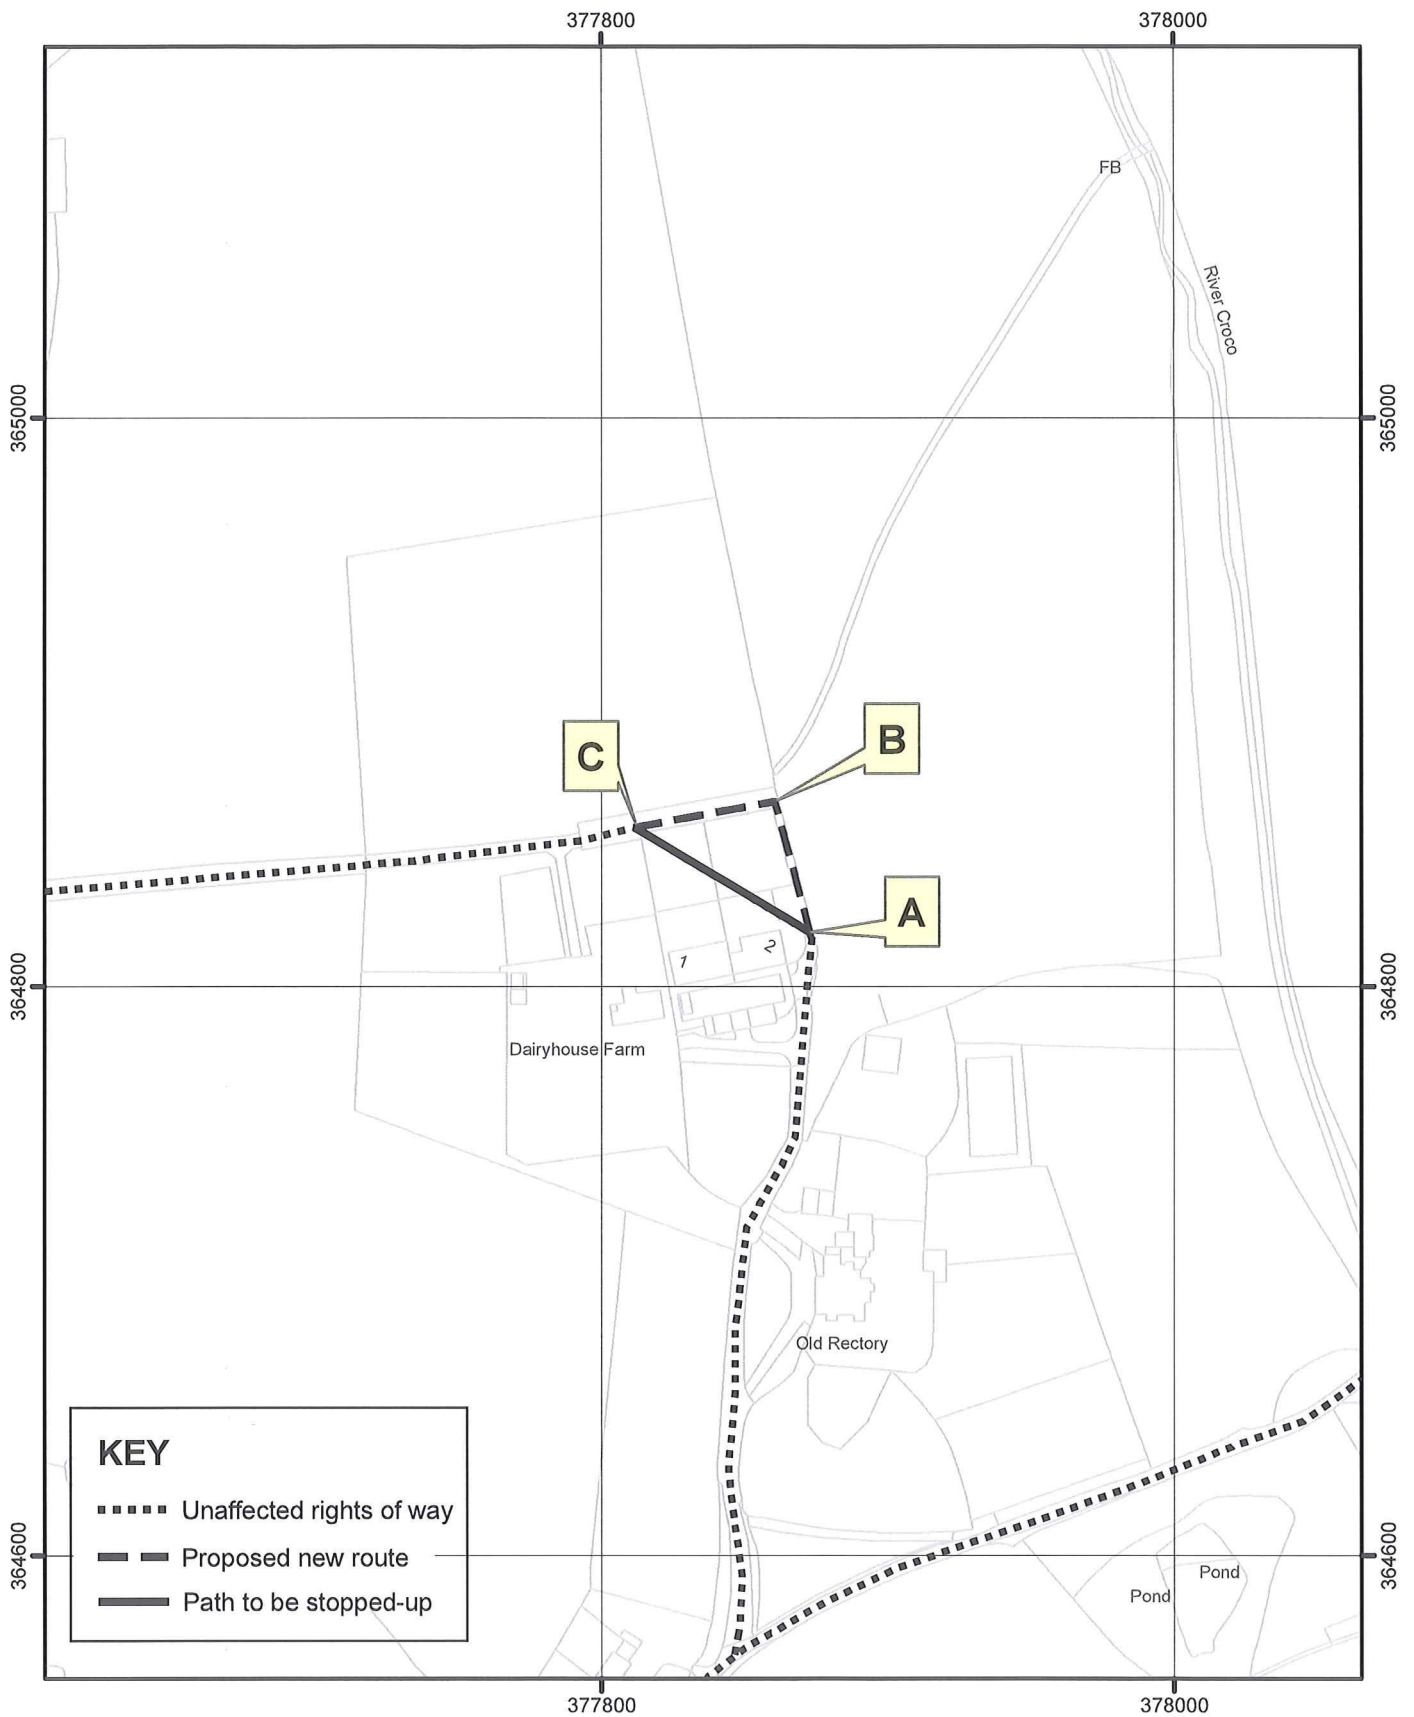 377800
378000
FB
River Croco
365000
365000
C
B
A
1
2
364800
364800
Dairyhouse Farm
Old Rectory
KEY
Unaffected rights of way
Proposed new route
Path to be stopped-up
364600
364600
Pond
Pond
377800
378000